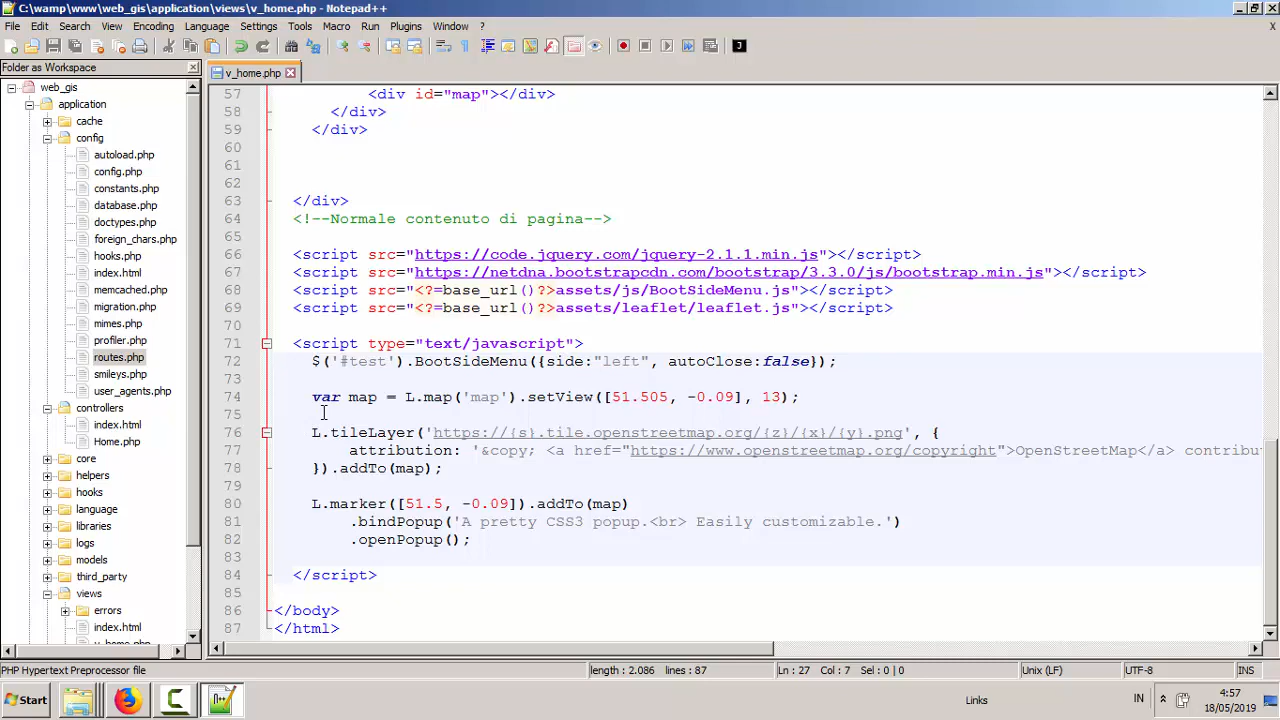 C:\wamp\www\web_gis\application\views\v_home.php - Notepad++
File Edit Search View Encoding Language Settings Tools Macro Run Plugins Window ? X
Folder as Workspace
v_home.php
web_gis
application
cache
config
autoload.php
config.php
constants.php
database.php
doctypes.php
foreign_chars.php
hooks.php
index.html
memcached.php
migration.php
mimes.php
profiler.php
routes.php
smileys.php
user_agents.php
controllers
index.html
Home.php
core
helpers
hooks
language
libraries
logs
models
third_party
views
errors
index.html
v_home.php
57 <div id="map"></div>
58 </div>
59 </div>
60
61
62
63 </div>
64 <!--Normale contenuto di pagina-->
65
66 <script src="https://code.jquery.com/jquery-2.1.1.min.js"></script>
67 <script src="https://netdna.bootstrapcdn.com/bootstrap/3.3.0/js/bootstrap.min.js"></script>
68 <script src="<?=base_url()?>assets/js/BootSideMenu.js"></script>
69 <script src="<?=base_url()?>assets/leaflet/leaflet.js"></script>
70
71 <script type="text/javascript">
72 $('#test').BootSideMenu({side:"left", autoClose:false});
73
74 var map = L.map('map').setView([51.505, -0.09], 13);
75
76 L.tileLayer('https://{s}.tile.openstreetmap.org/{z}/{x}/{y}.png', {
77 attribution: '&copy; <a href="https://www.openstreetmap.org/copyright">OpenStreetMap</a> contribu
78 }).addTo(map);
79
80 L.marker([51.5, -0.09]).addTo(map)
81 .bindPopup('A pretty CSS3 popup.<br> Easily customizable.')
82 .openPopup();
83
84 </script>
85
86 </body>
87 </html>
PHP Hypertext Preprocessor file length : 2.086 lines : 87 Ln : 27 Col : 7 Sel : 0 | 0 Unix (LF) UTF-8 INS
Start Links IN 4:57
18/05/2019